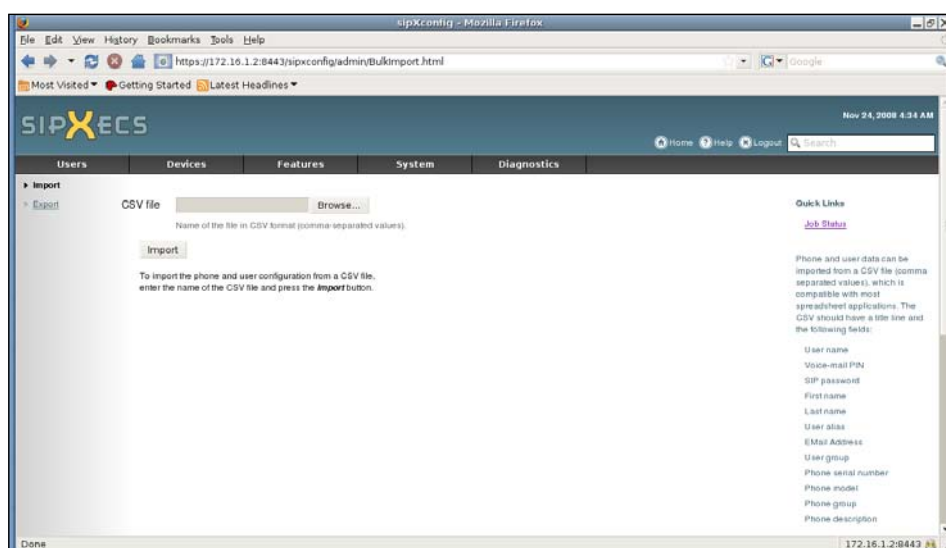 sipXconfig - Mozilla Firefox
File Edit View History Bookmarks Tools Help
https://172.16.1.2:8443/sipxconfig/admin/BulkImport.html
Google
Most Visited Getting Started Latest Headlines
SIPXECS
Nov 24, 2008 4:34 AM
Home Help Logout Search
Users Devices Features System Diagnostics
Import
Export
CSV file Browse...
Name of the file in CSV format (comma-separated values).
Import
To import the phone and user configuration from a CSV file,
enter the name of the CSV file and press the Import button.
Quick Links
Job Status
Phone and user data can be
imported from a CSV file (comma
separated values), which is
compatible with most
spreadsheet applications. The
CSV should have a title line and
the following fields:
User name
Voice-mail PIN
SIP password
First name
Last name
User alias
EMail Address
User group
Phone serial number
Phone model
Phone group
Phone description
Done
172.16.1.2:8443